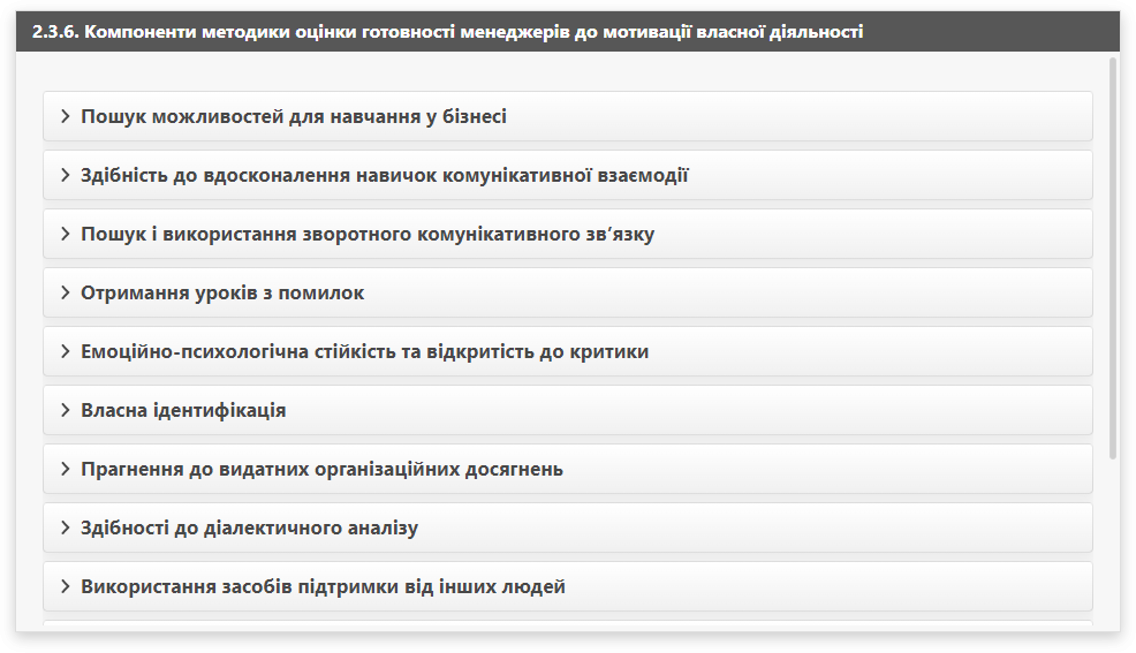 2.3.6. Компоненти методики оцінки готовності менеджерів до мотивації власної діяльності
Пошук можливостей для навчання у бізнесі
Здібність до вдосконалення навичок комунікативної взаємодії
Пошук і використання зворотного комунікативного зв’язку
Отримання уроків з помилок
Емоційно-психологічна стійкість та відкритість до критики
Власна ідентифікація
Прагнення до видатних організаційних досягнень
Здібності до діалектичного аналізу
Використання засобів підтримки від інших людей